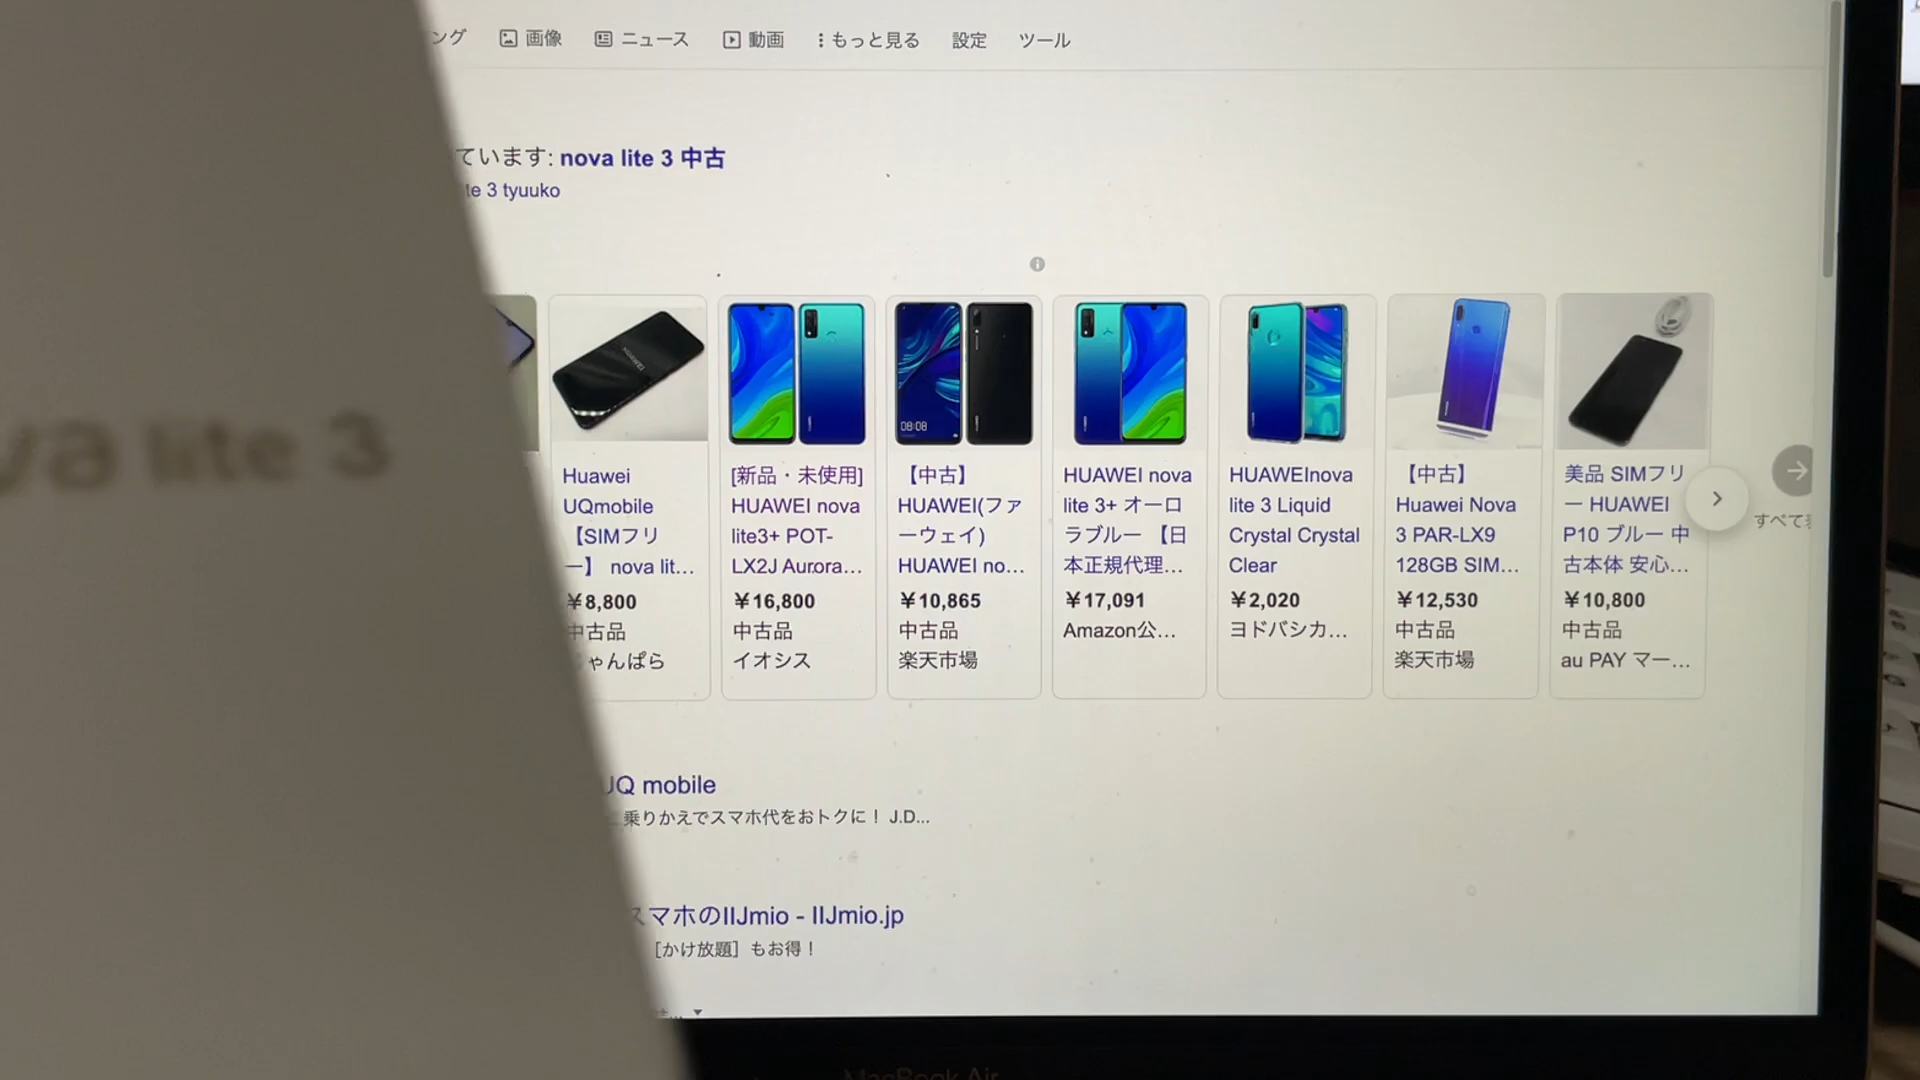 ング 画像 ニュース 動画 もっと見る 設定 ツール
ています: nova lite 3 中古
te 3 tyuuko
va lite 3
Huawei
UQmobile
【SIMフリ
ー】 nova lit...
¥8,800
中古品
ゃんぱら
[新品・未使用]
HUAWEI nova
lite3+ POT-
LX2J Aurora...
¥16,800
中古品
イオシス
【中古】
HUAWEI(ファ
ーウェイ)
HUAWEI no...
¥10,865
中古品
楽天市場
08:08
HUAWEI nova
lite 3+ オーロ
ラブルー 【日
本正規代理...
¥17,091
Amazon公...
HUAWEInova
lite 3 Liquid
Crystal Crystal
Clear
¥2,020
ヨドバシカ...
【中古】
Huawei Nova
3 PAR-LX9
128GB SIM...
¥12,530
中古品
楽天市場
美品 SIMフリ
ー HUAWEI
P10 ブルー 中
古本体 安心...
¥10,800
中古品
au PAY マー...
すべて
UQ mobile
乗りかえでスマホ代をおトクに！J.D...
スマホのIIJmio - IIJmio.jp
[かけ放題] もお得！
MacBook Air